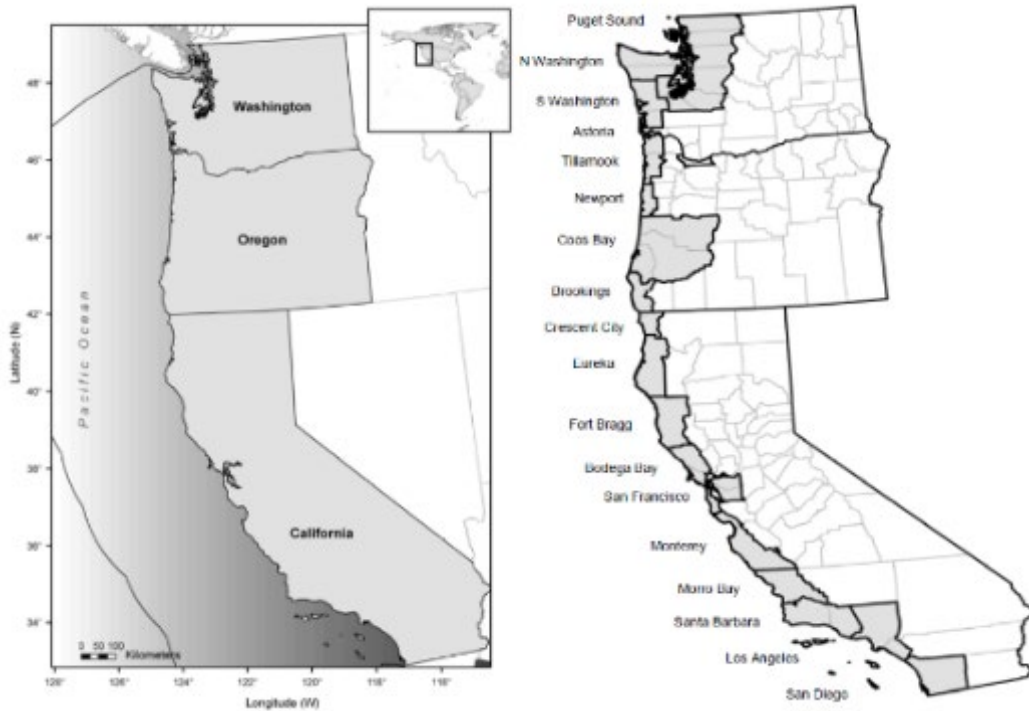 Washington
Oregon
California
Pacific Ocean
Latitude (N)
48°
46°
44°
42°
40°
38°
36°
34°
0 50 100
Kilometers
128°
126°
124°
122°
120°
118°
116°
Longitude (W)
Puget Sound
N Washington
S Washington
Astoria
Tillamook
Newport
Coos Bay
Brookings
Crescent City
Eureka
Fort Bragg
Bodega Bay
San Francisco
Monterey
Morro Bay
Santa Barbara
Los Angeles
San Diego